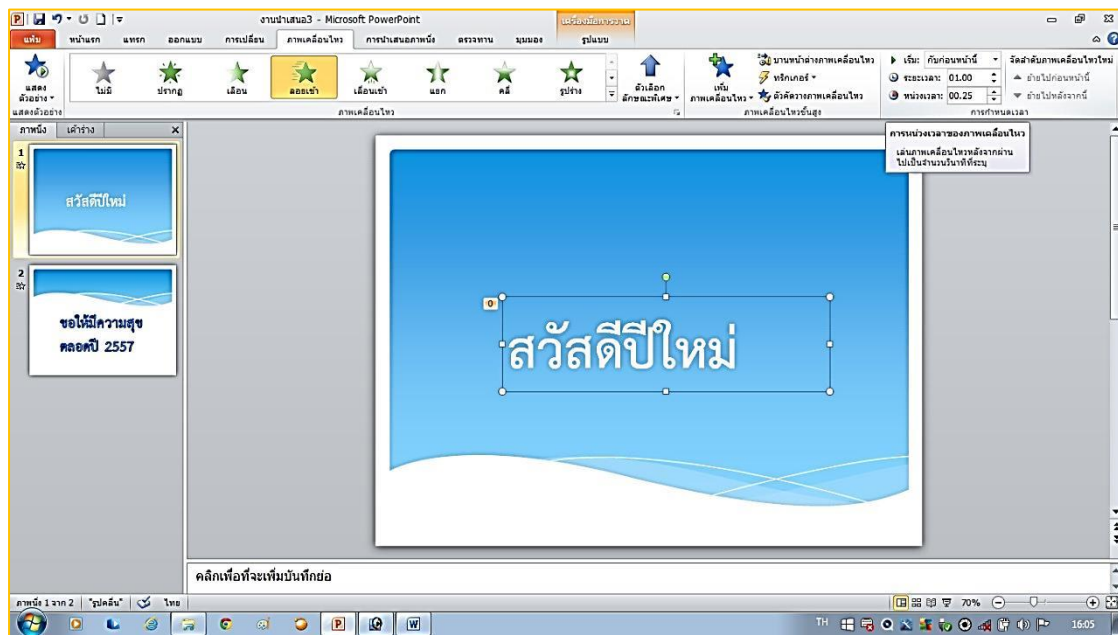 งานนำเสนอ3 - Microsoft PowerPoint
เครื่องมือการวาด
แฟ้ม หน้าแรก แทรก ออกแบบ การเปลี่ยน ภาพเคลื่อนไหว การนำเสนอภาพนิ่ง ตรวจทาน มุมมอง รูปแบบ
แสดง
ตัวอย่าง
ไม่มี ปรากฏ เลือน ลอยเข้า เลื่อนเข้า แยก คลี่ รูปร่าง
ตัวเลือก
ลักษณะพิเศษ
เพิ่ม
ภาพเคลื่อนไหว
บานหน้าต่างภาพเคลื่อนไหว
ทริกเกอร์
ตัวคัดวางภาพเคลื่อนไหว
เริ่ม: กับก่อนหน้านี้
ระยะเวลา: 01.00
หน่วงเวลา: 00.25
จัดลำดับภาพเคลื่อนไหวใหม่
ย้ายไปก่อนหน้านี้
ย้ายไปหลังจากนี้
แสดงตัวอย่าง ภาพเคลื่อนไหว ภาพเคลื่อนไหวขั้นสูง การกำหนดเวลา
การหน่วงเวลาของภาพเคลื่อนไหว
เล่นภาพเคลื่อนไหวหลังจากผ่าน
ไปเป็นจำนวนวินาทีที่ระบุ
ภาพนิ่ง เค้าร่าง
1
สวัสดีปีใหม่
2
ขอให้มีความสุข
ตลอดปี 2557
0
สวัสดีปีใหม่
คลิกเพื่อที่จะเพิ่มบันทึกย่อ
ภาพนิ่ง 1 จาก 2 "รูปคลื่น" ไทย 70%
TH 16:05